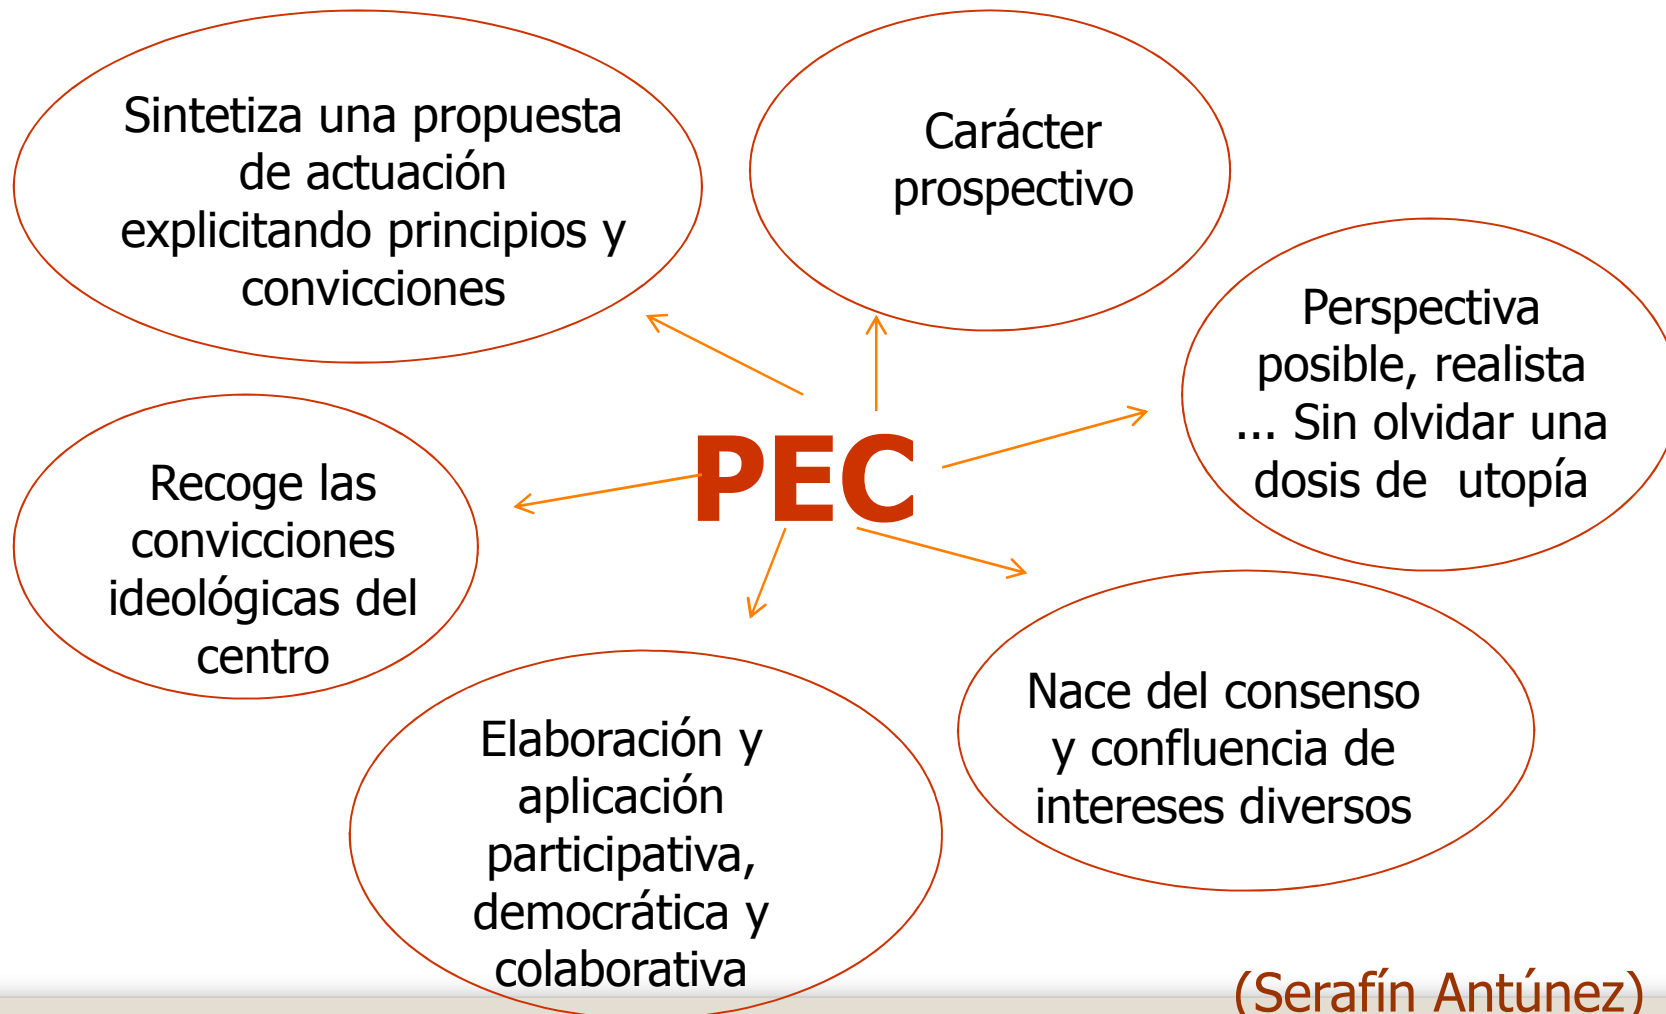 Sintetiza una propuesta
de actuación
explicitando principios y
convicciones
Carácter
prospectivo
Perspectiva
posible, realista
... Sin olvidar una
dosis de utopía
PEC
Recoge las
convicciones
ideológicas del
centro
Nace del consenso
y confluencia de
intereses diversos
Elaboración y
aplicación
participativa,
democrática y
colaborativa
(Serafín Antúnez)